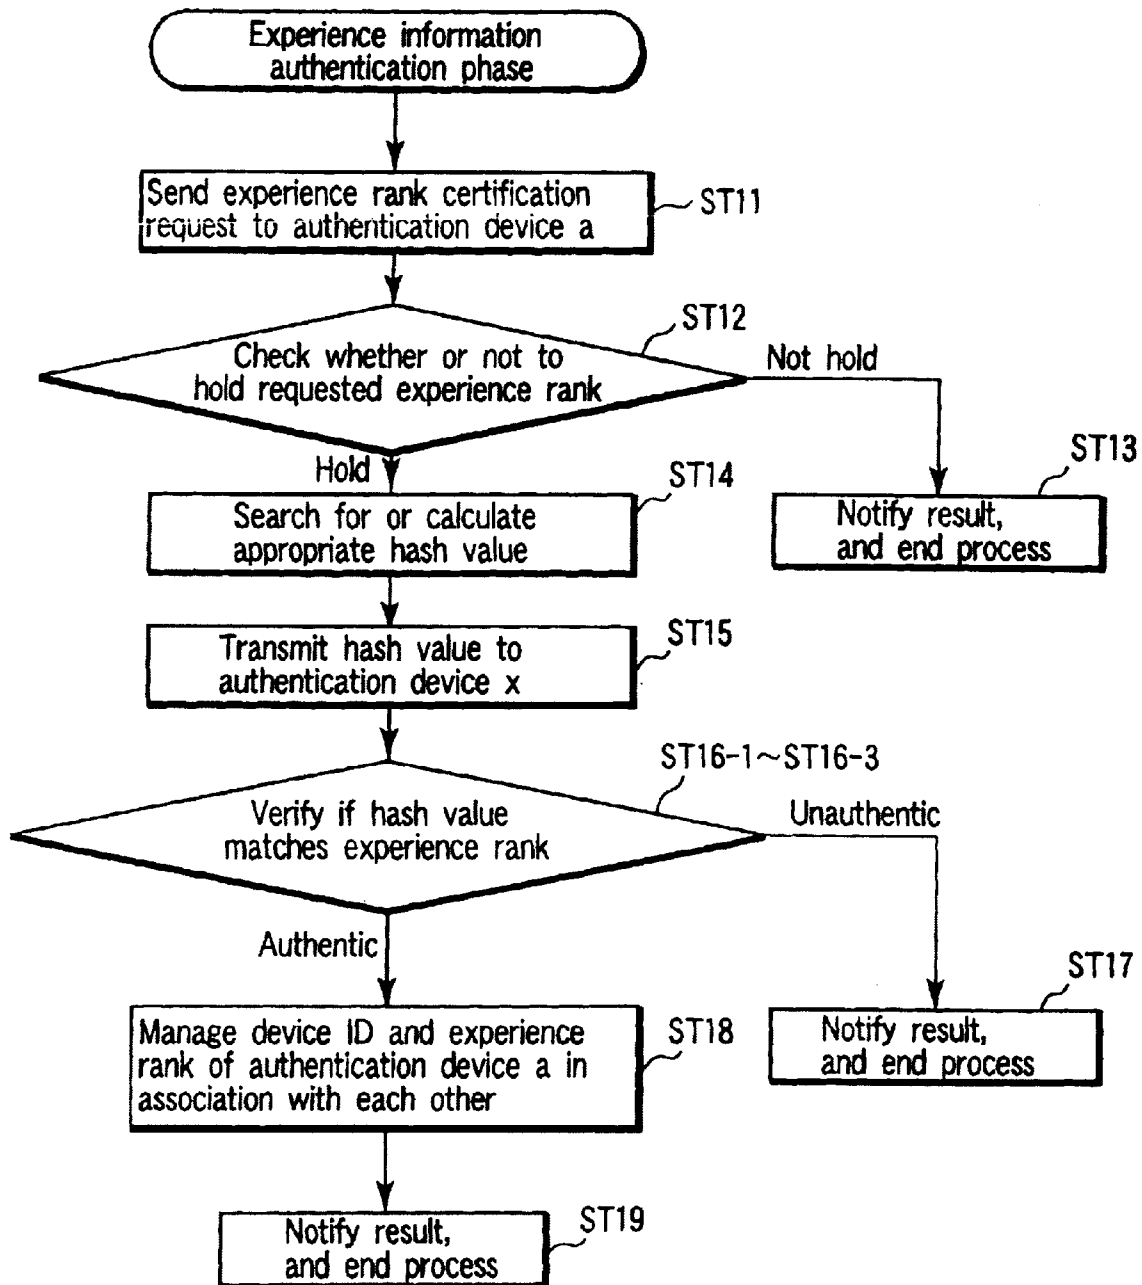 Experience information
authentication phase
Send experience rank certification
request to authentication device a
ST11
ST12
Check whether or not to
hold requested experience rank
Not hold
Hold
ST13
Notify result,
and end process
ST14
Search for or calculate
appropriate hash value
ST15
Transmit hash value to
authentication device x
ST16-1~ST16-3
Verify if hash value
matches experience rank
Unauthentic
Authentic
ST17
Notify result,
and end process
ST18
Manage device ID and experience
rank of authentication device a in
association with each other
ST19
Notify result,
and end process